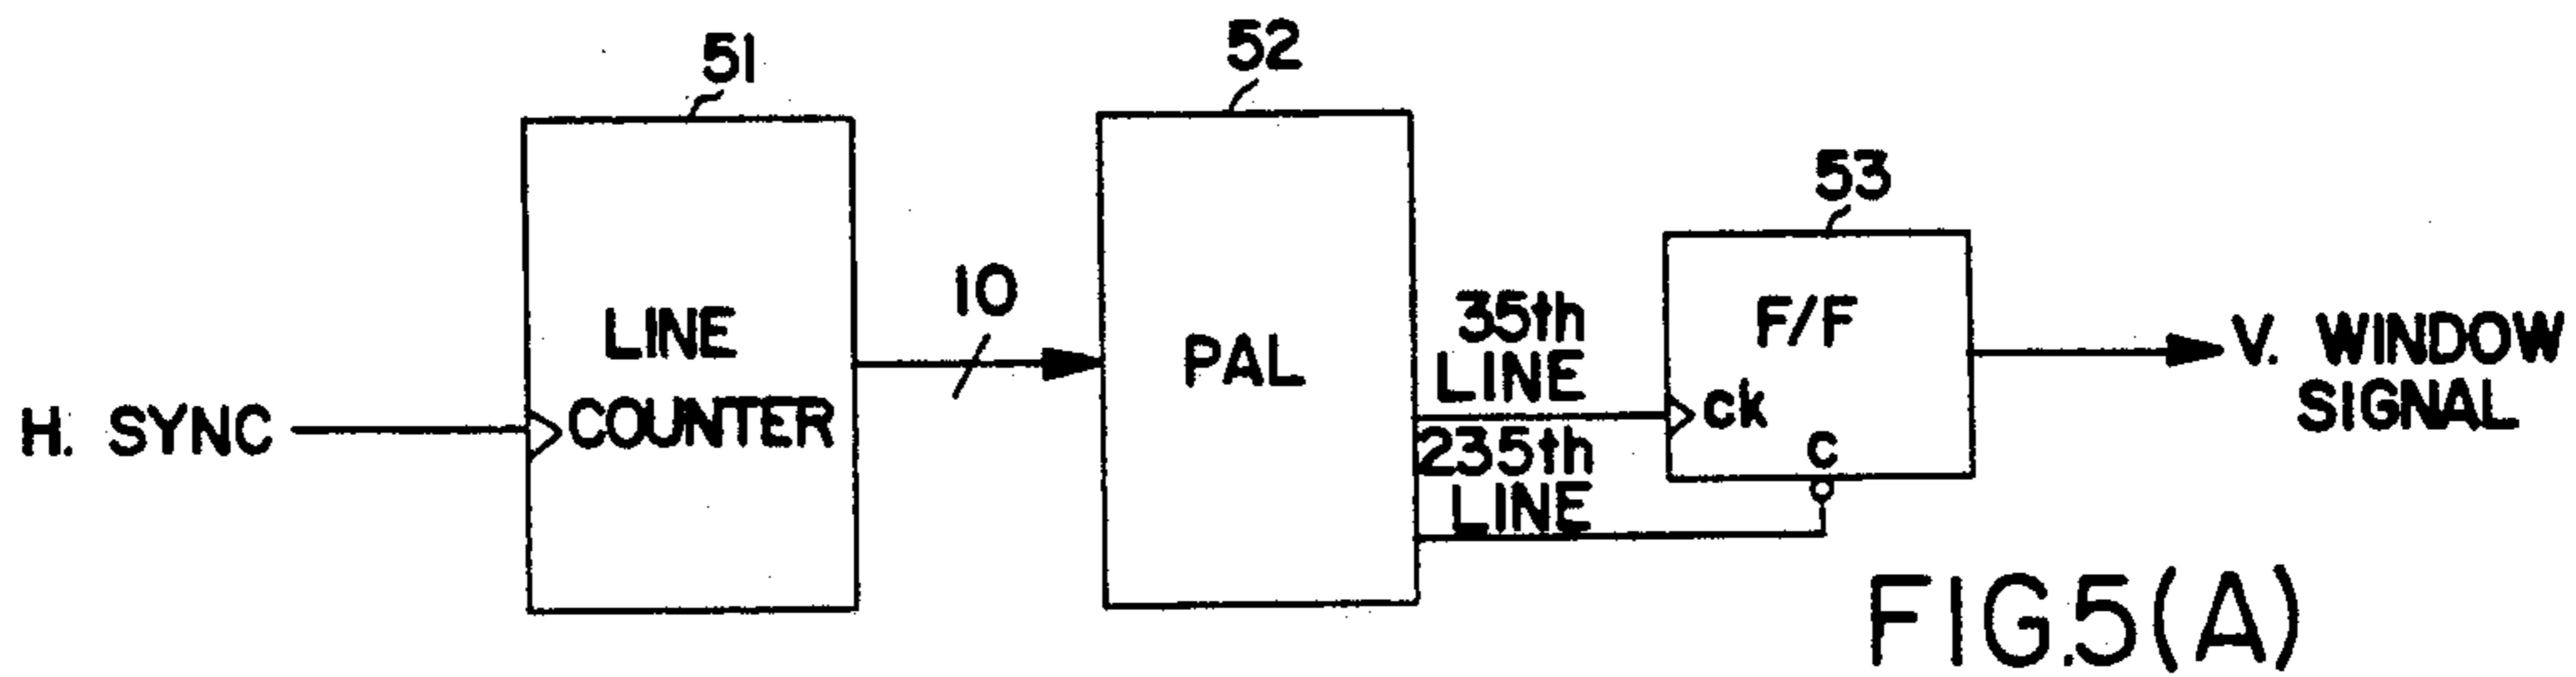 51
52
53
H. SYNC
LINE
COUNTER
10
PAL
35th
LINE
235th
LINE
F/F
ck
c
V. WINDOW
SIGNAL
FIG.5(A)